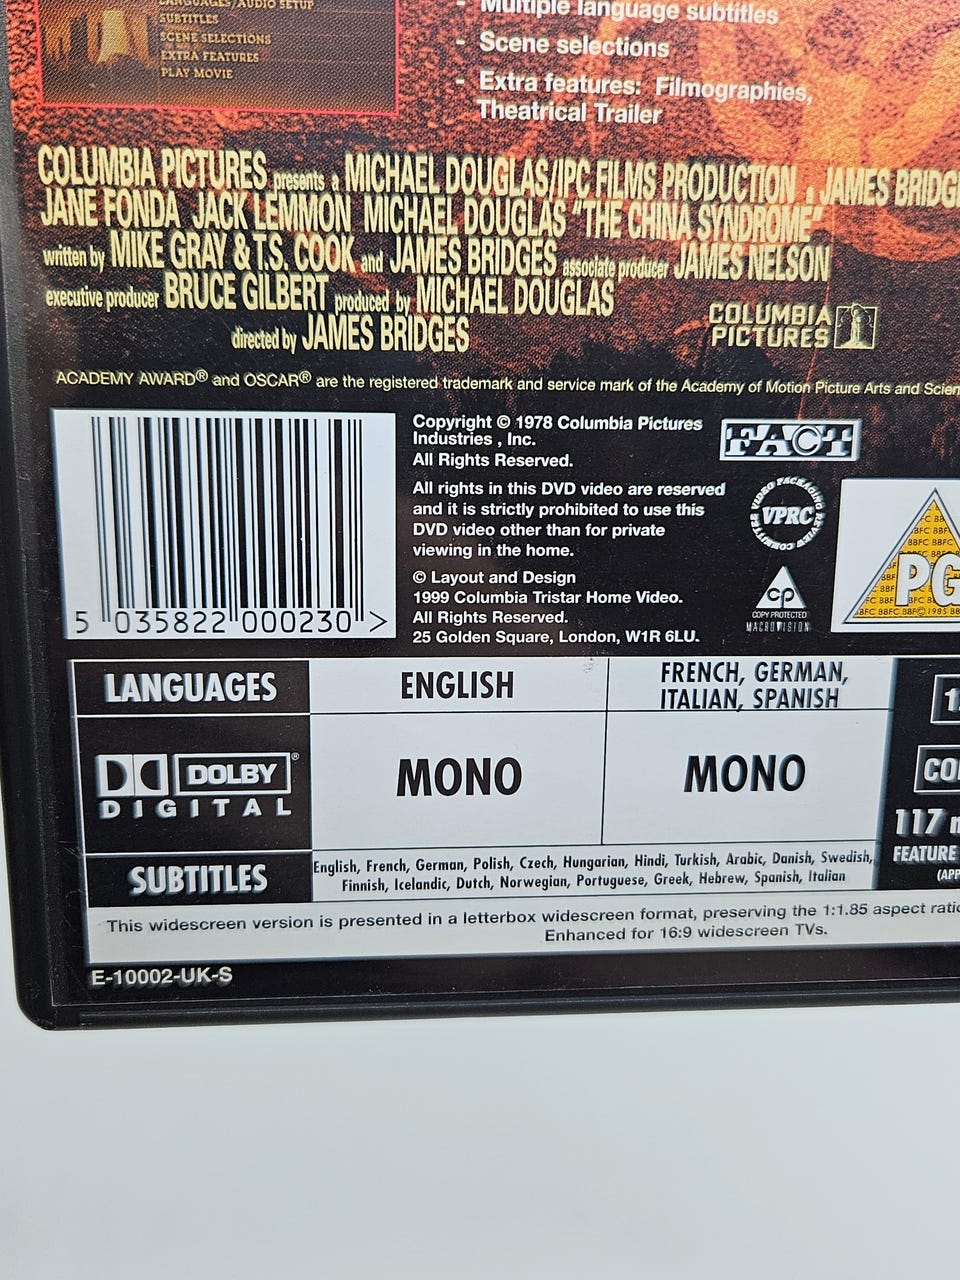 LANGUAGES/AUDIO SETUP
SUBTITLES
SCENE SELECTIONS
EXTRA FEATURES
PLAY MOVIE
- Multiple language subtitles
- Scene selections
- Extra features: Filmographies,
Theatrical Trailer
COLUMBIA PICTURES presents a MICHAEL DOUGLAS/IPC FILMS PRODUCTION A JAMES BRIDG
JANE FONDA JACK LEMMON MICHAEL DOUGLAS "THE CHINA SYNDROME"
written by MIKE GRAY & T.S. COOK and JAMES BRIDGES associate producer JAMES NELSON
executive producer BRUCE GILBERT produced by MICHAEL DOUGLAS
directed by JAMES BRIDGES
COLUMBIA
PICTURES
ACADEMY AWARD® and OSCAR® are the registered trademark and service mark of the Academy of Motion Picture Arts and Scien
5 035822 000230 >
Copyright © 1978 Columbia Pictures
Industries , Inc.
All Rights Reserved.
All rights in this DVD video are reserved
and it is strictly prohibited to use this
DVD video other than for private
viewing in the home.
© Layout and Design
1999 Columbia Tristar Home Video.
All Rights Reserved.
25 Golden Square, London, W1R 6LU.
FACT
VIDEO PACKAGING REVIEW COMMITTEE
VPRC
CP
COPY PROTECTED
MACROVISION
PG
LANGUAGES
ENGLISH
FRENCH, GERMAN,
ITALIAN, SPANISH
DOLBY®
DIGITAL
MONO
MONO
117 m
FEATURE
(APP
SUBTITLES
English, French, German, Polish, Czech, Hungarian, Hindi, Turkish, Arabic, Danish, Swedish,
Finnish, Icelandic, Dutch, Norwegian, Portuguese, Greek, Hebrew, Spanish, Italian
This widescreen version is presented in a letterbox widescreen format, preserving the 1:1.85 aspect ratio
Enhanced for 16:9 widescreen TVs.
E-10002-UK-S